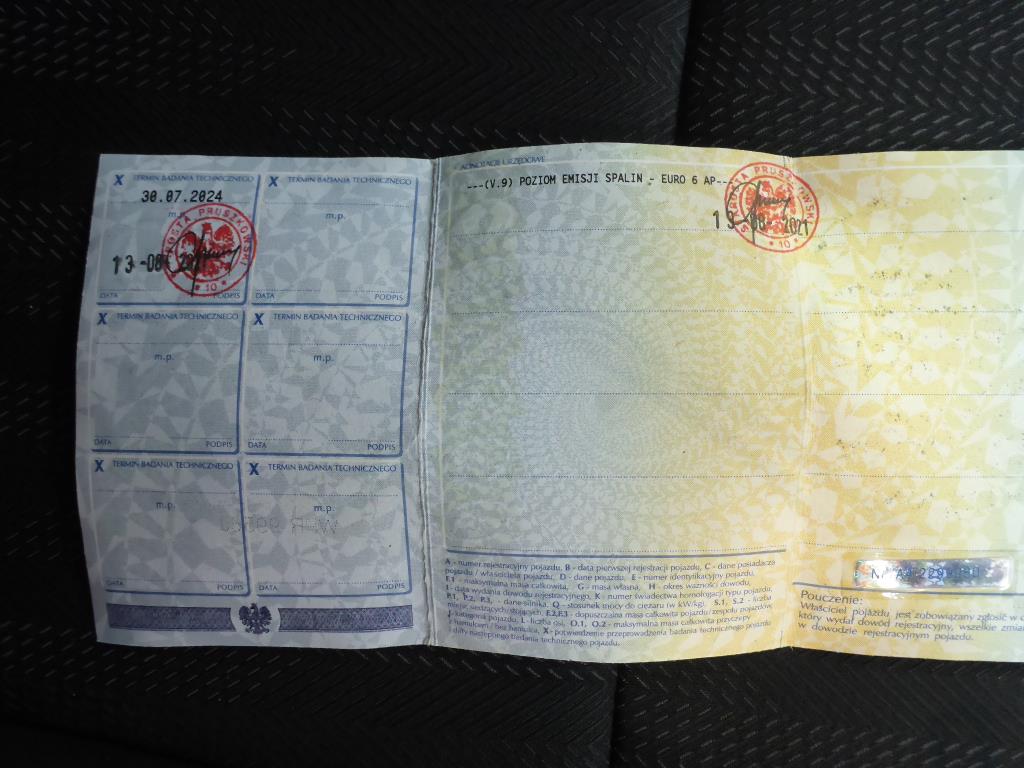 X TERMIN BADANIA TECHNICZNEGO
30.07.2024
m.p.
STAROSTA PRUSZKOWSKI
* 10 *
13 -08-
DATA PODPIS
X TERMIN BADANIA TECHNICZNEGO
m.p.
DATA PODPIS
X TERMIN BADANIA TECHNICZNEGO
m.p.
DATA PODPIS
X TERMIN BADANIA TECHNICZNEGO
m.p.
DATA PODPIS
X TERMIN BADANIA TECHNICZNEGO
m.p.
DATA PODPIS
X TERMIN BADANIA TECHNICZNEGO
m.p.
DATA PODPIS
ADNOTACJE URZĘDOWE
---(V.9) POZIOM EMISJI SPALIN - EURO 6 AP---
STAROSTA PRUSZKOWSKI
* 10 *
13 -08- 2021
A - numer rejestracyjny pojazdu, B - data pierwszej rejestracji pojazdu, C - dane posiadacza
pojazdu / właściciela pojazdu, D - dane pojazdu, E - numer identyfikacyjny pojazdu,
F.1 - maksymalna masa całkowita, G - masa własna, H - okres ważności dowodu,
I - data wydania dowodu rejestracyjnego, K - numer świadectwa homologacji typu pojazdu,
P.1, P.2, P.3, - dane silnika, Q - stosunek mocy do ciężaru (w kW/kg), S.1, S.2 - liczba
miejsc siedzących/stojących, F.2,F.3 - dopuszczalna masa całkowita pojazdu/zespołu pojazdów,
J - kategoria pojazdu, L - liczba osi, O.1, O.2 - maksymalna masa całkowita przyczepy
z hamulcem / bez hamulca, X - potwierdzenie przeprowadzenia badania technicznego pojazdu
i daty następnego badania technicznego pojazdu.
Pouczenie:
Właściciel pojazdu jest zobowiązany zgłosić w
który wydał dowód rejestracyjny, wszelkie
w dowodzie rejestracyjnym pojazdu.